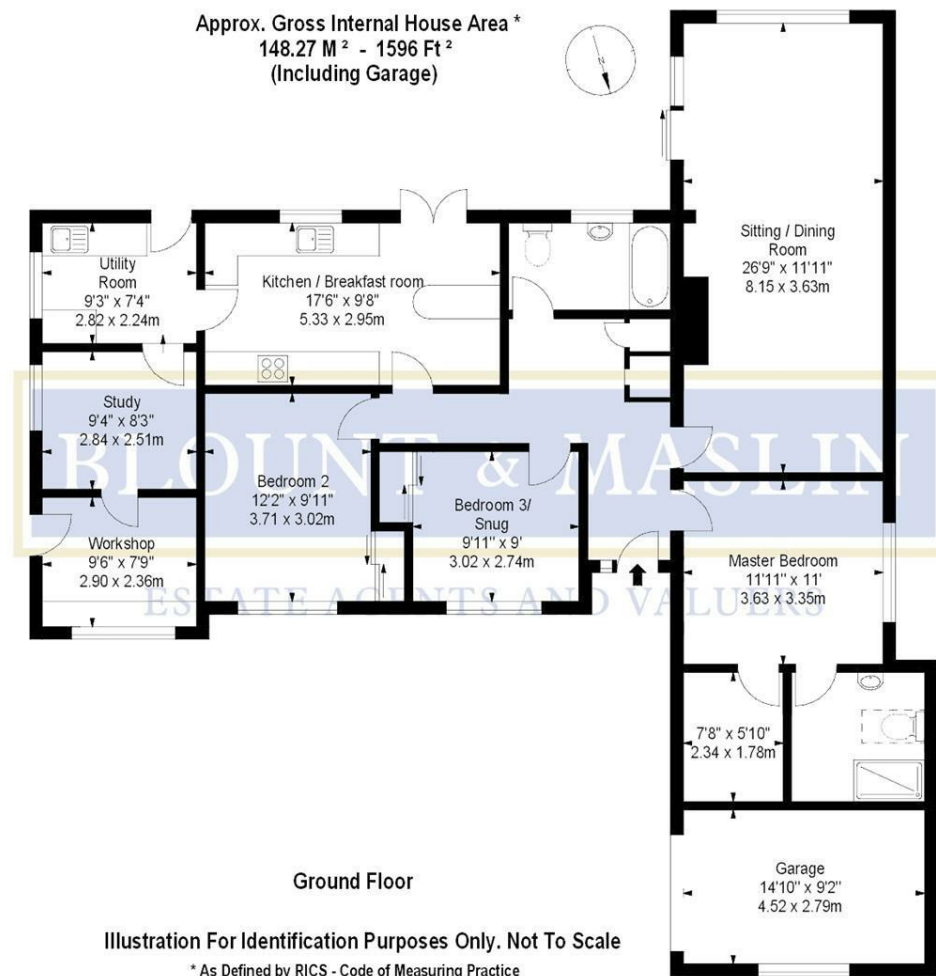 Approx. Gross Internal House Area *
148.27 M² - 1596 Ft²
(Including Garage)
N
Sitting / Dining
Room
26'9" x 11'11"
8.15 x 3.63m
Utility
Room
9'3" x 7'4"
2.82 x 2.24m
Kitchen / Breakfast room
17'6" x 9'8"
5.33 x 2.95m
Study
9'4" x 8'3"
2.84 x 2.51m
BLOUNT & MASLIN
Bedroom 2
12'2" x 9'11"
3.71 x 3.02m
Bedroom 3/
Snug
9'11" x 9'
3.02 x 2.74m
Workshop
9'6" x 7'9"
2.90 x 2.36m
Master Bedroom
11'11" x 11'
3.63 x 3.35m
ESTATE AGENTS AND VALUERS
7'8" x 5'10"
2.34 x 1.78m
Garage
14'10" x 9'2"
4.52 x 2.79m
Ground Floor
Illustration For Identification Purposes Only. Not To Scale
* As Defined by RICS - Code of Measuring Practice